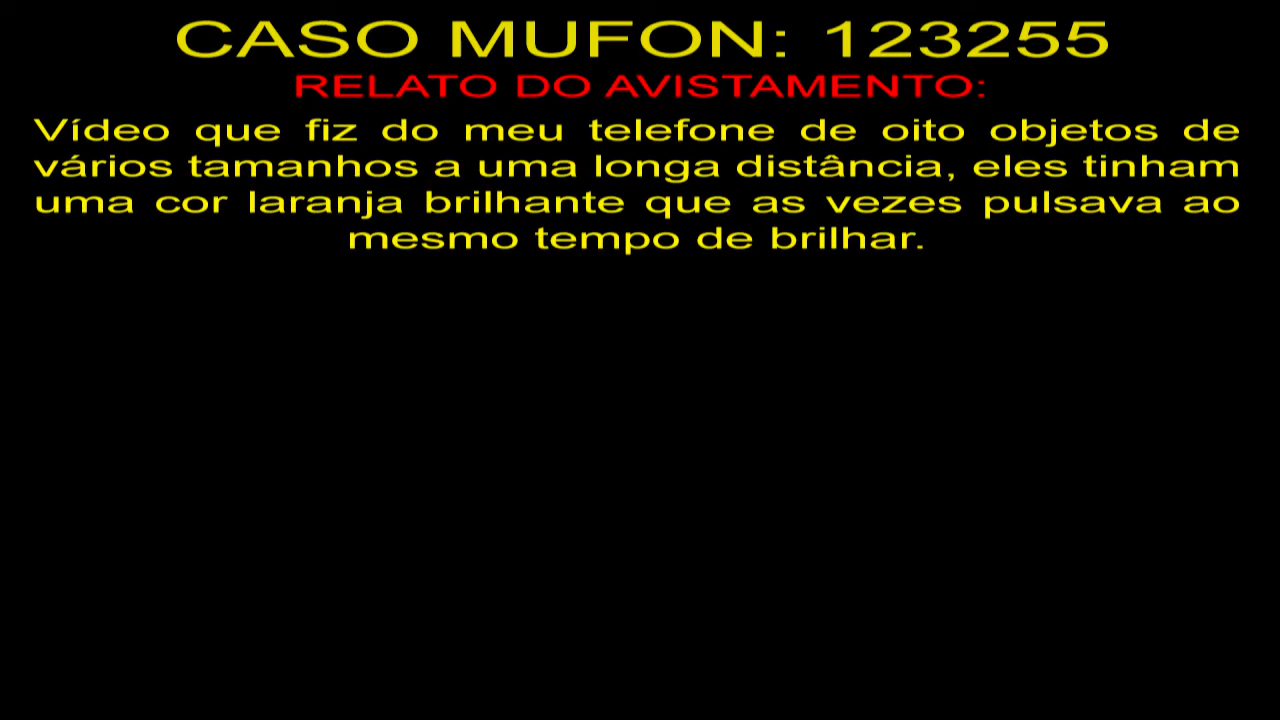 CASO MUFON: 123255
RELATO DO AVISTAMENTO:
Vídeo que fiz do meu telefone de oito objetos de
vários tamanhos a uma longa distância, eles tinham
uma cor laranja brilhante que as vezes pulsava ao
mesmo tempo de brilhar.